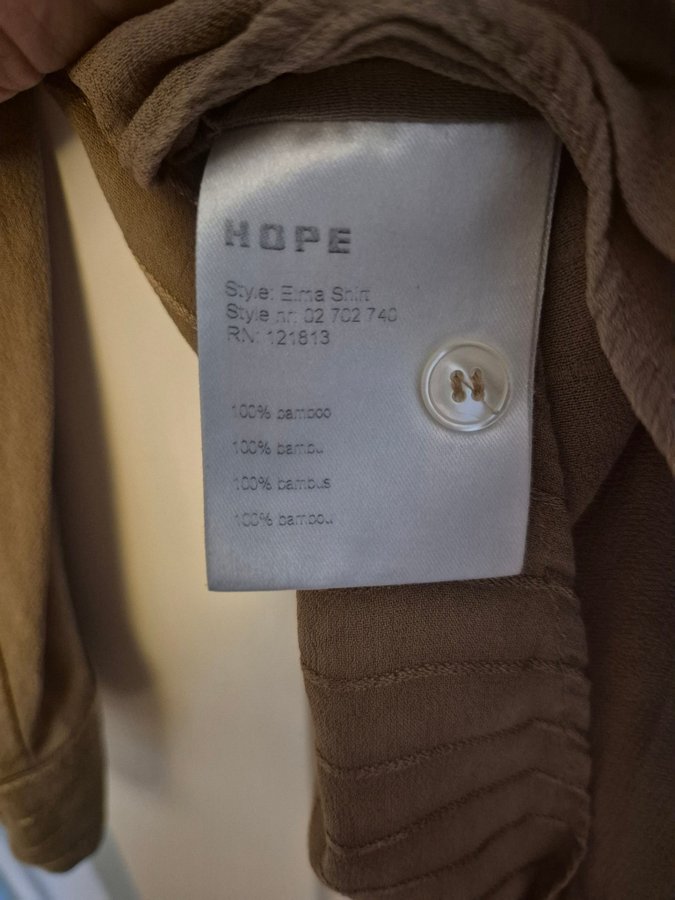 HOPE
Style: Elma Shirt
Style nr: 02 702 740
RN: 121813
100% bamboo
100% bambu
100% bambus
100% bambou